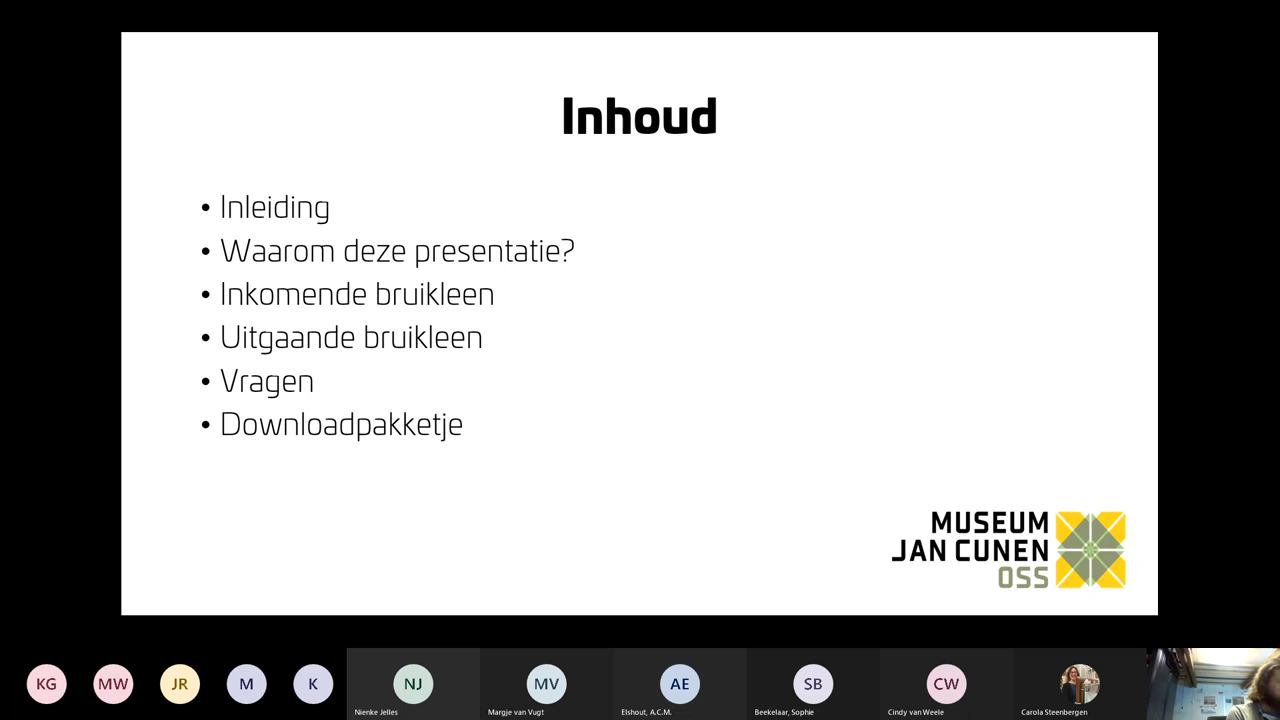 Inhoud
• Inleiding
• Waarom deze presentatie?
• Inkomende bruikleen
• Uitgaande bruikleen
• Vragen
• Downloadpakketje
MUSEUM
JAN CUNEN
OSS
KG
MW
JR
M
K
NJ
MV
AE
SB
CW
Nienke Jelles
Margje van Vugt
Elshout, A.C.M.
Beekelaar, Sophie
Cindy van Weele
Carola Steenbergen